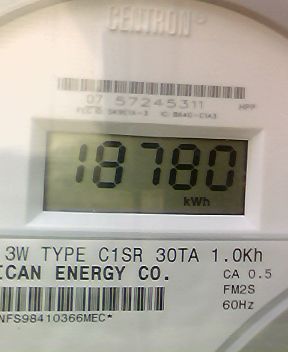 CENTRON®
07 57245311 HPP
18780
kWh
3W TYPE C1SR 30TA 1.0Kh
ICAN ENERGY CO. CA 0.5
FM2S
NFS98410366MEC* 60Hz